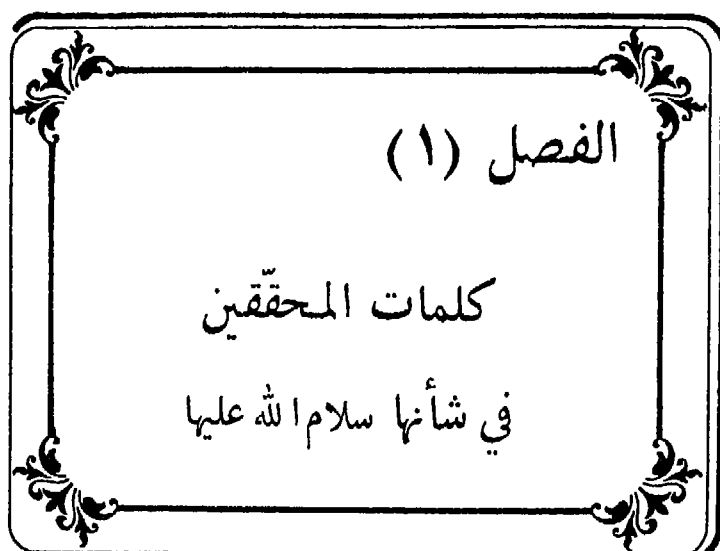 الفصل (١)
كلمات المحقّقين
في شأنها سلام الله عليها